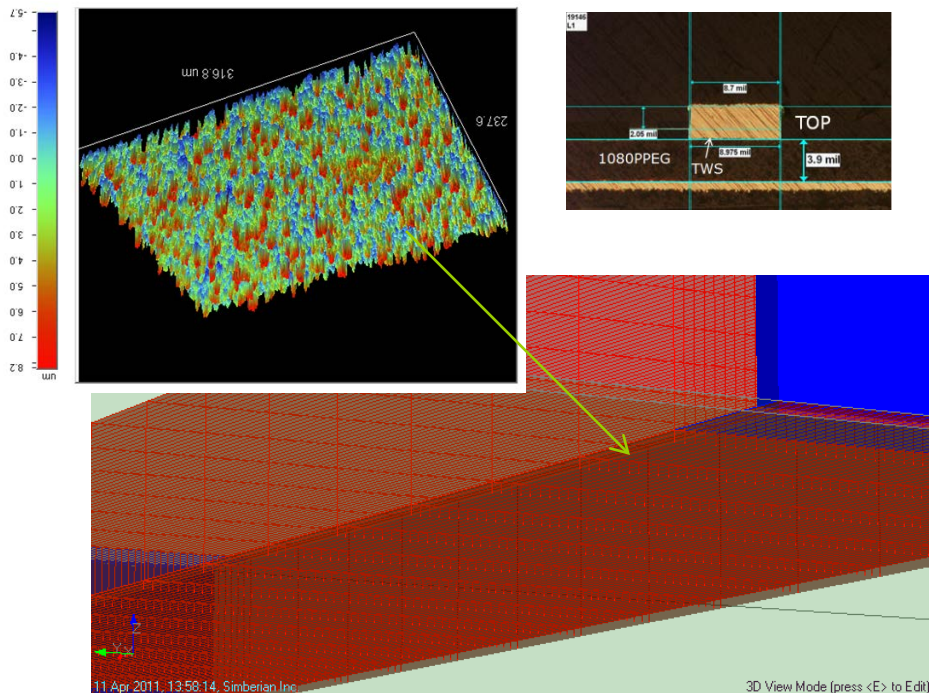 -5.7
-4.0
-3.0
-2.0
-1.0
0.0
1.0
2.0
3.0
4.0
5.0
6.0
7.0
8.2
um
316.8 um
237.6
19146
L1
8.7 mil
TOP
2.05 mil
8.975 mil
1080PPEG
TWS
3.9 mil
Z
Y
X
11 Apr 2011, 13:58:14, Simberian Inc.
3D View Mode (press <E> to Edit)